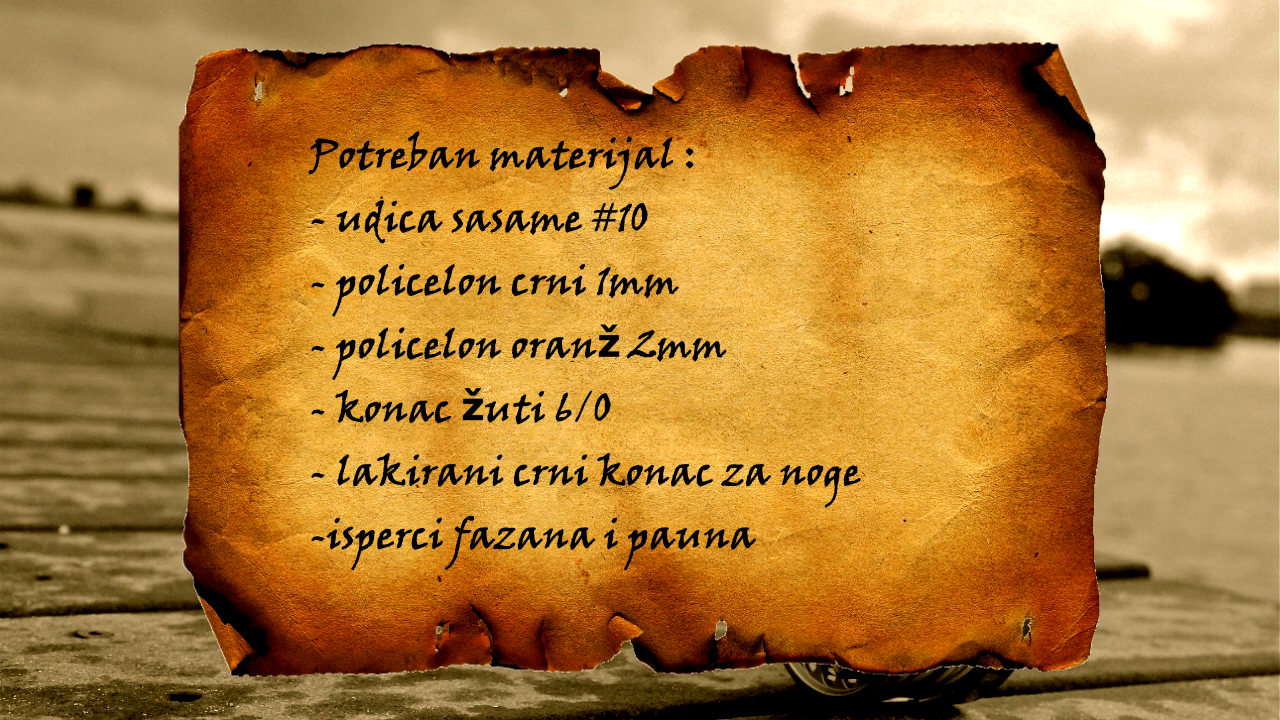 Potreban materijal :
- udica sasame #10
- policelon crni 1mm
- policelon oranž 2mm
- konac žuti 6/0
- lakirani crni konac za noge
-isperci fazana i pauna